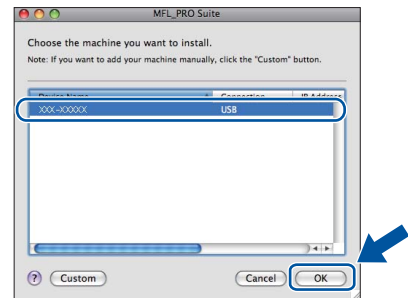 MFL_PRO Suite
Choose the machine you want to install.
Note: If you want to add your machine manually, click the "Custom" button.
Device Name Connection IP Address
XXX-XXXXX USB
? Custom Cancel OK